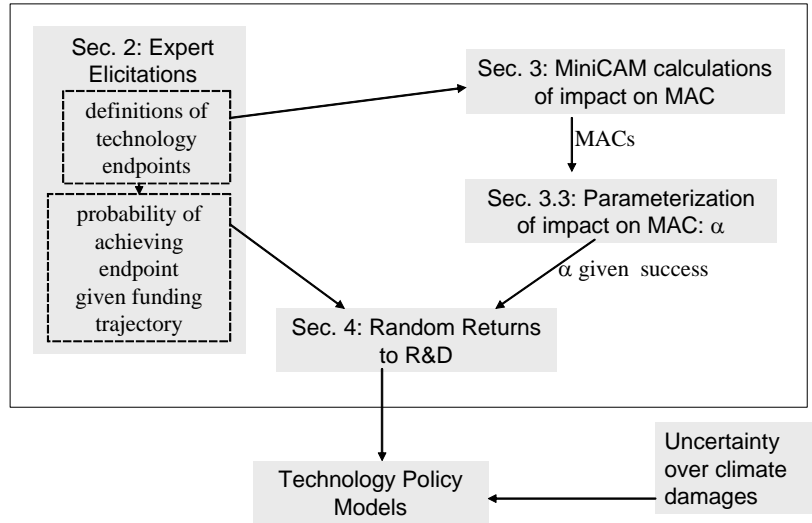 Sec. 2: Expert
Elicitations
definitions of
technology
endpoints
probability of
achieving
endpoint
given funding
trajectory
Sec. 3: MiniCAM calculations
of impact on MAC
MACs
Sec. 3.3: Parameterization
of impact on MAC: α
α given success
Sec. 4: Random Returns
to R&D
Technology Policy
Models
Uncertainty
over climate
damages